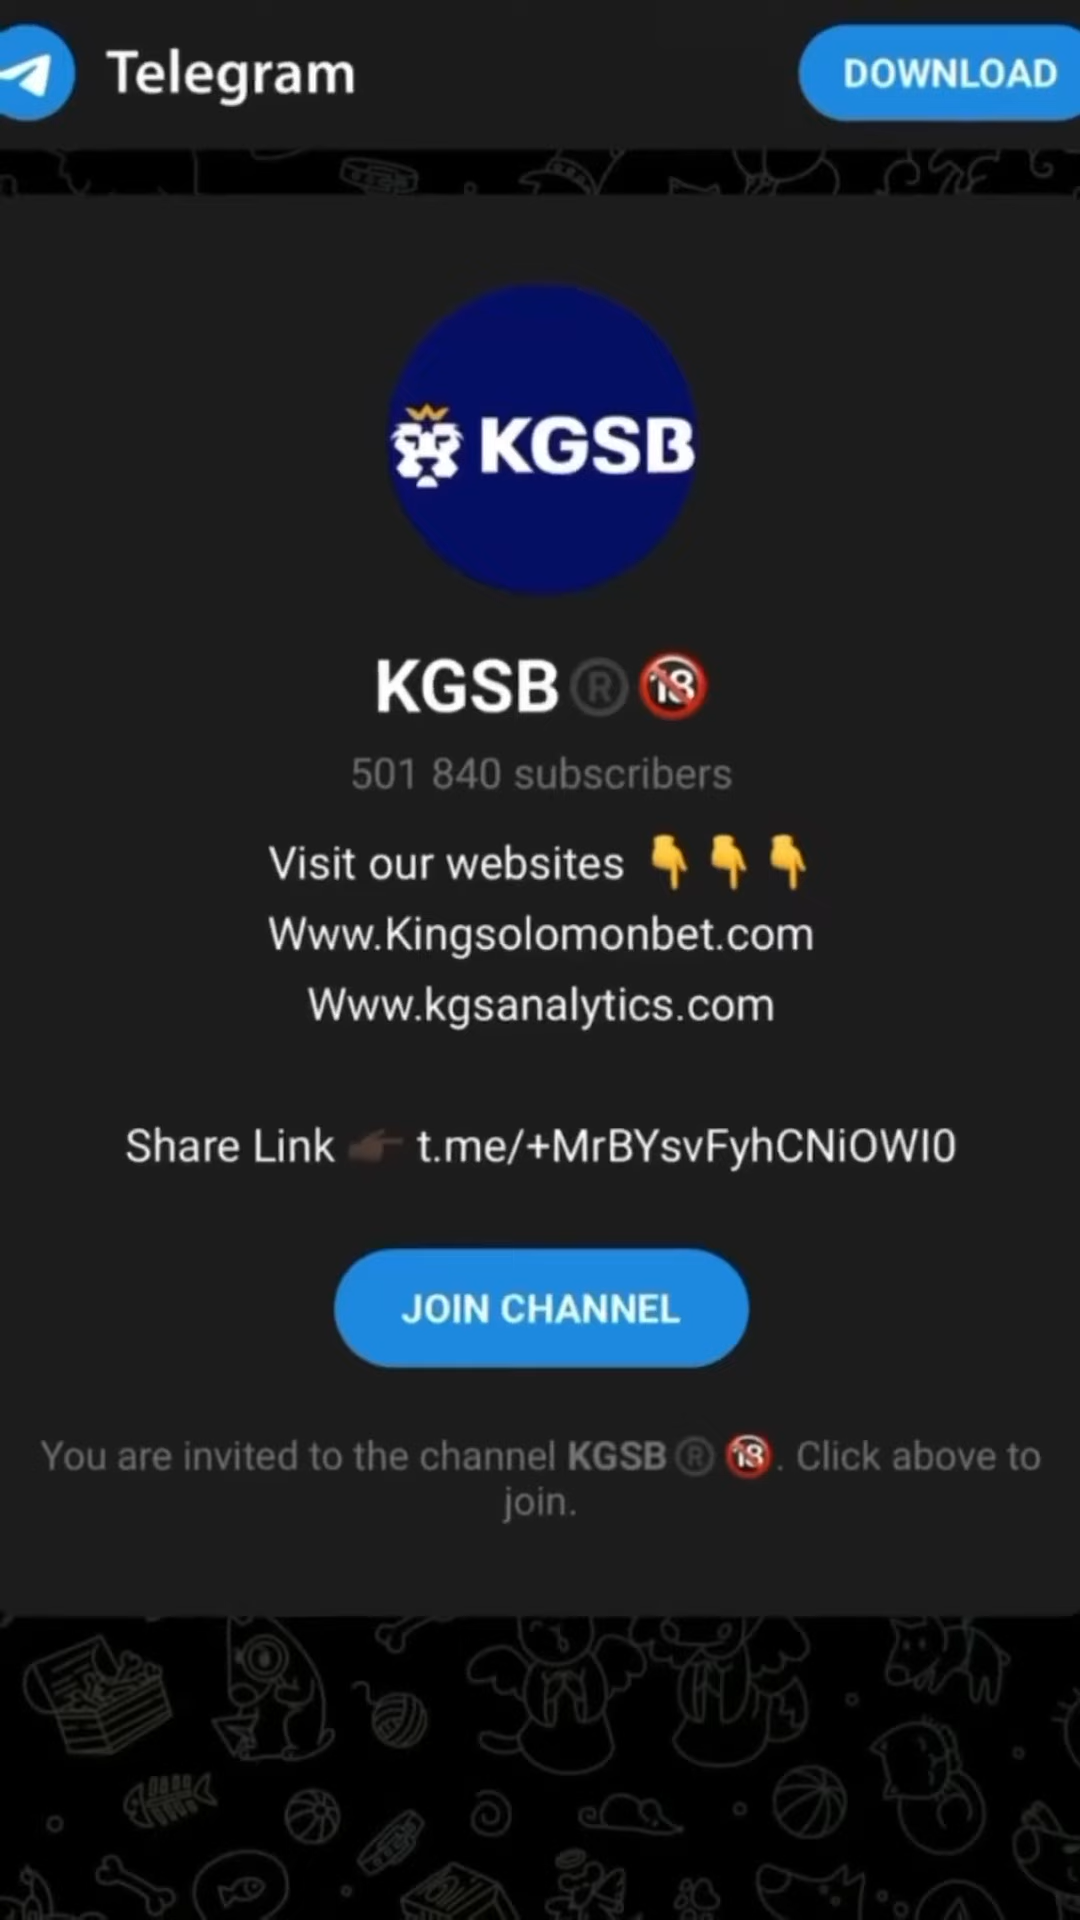 Telegram
DOWNLOAD
KGSB
KGSB ® 🔞
501 840 subscribers
Visit our websites 👇👇👇
Www.Kingsolomonbet.com
Www.kgsanalytics.com
Share Link 👉🏿 t.me/+MrBYsvFyhCNiOWI0
JOIN CHANNEL
You are invited to the channel KGSB ® 🔞. Click above to
join.